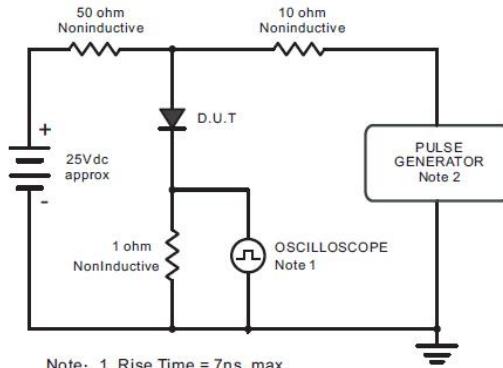 50 ohm
Noninductive
10 ohm
Noninductive
D.U.T
+
25Vdc
approx
-
PULSE
GENERATOR
Note 2
1 ohm
NonInductive
OSCILLOSCOPE
Note 1
Note: 1. Rise Time = 7ns, max.